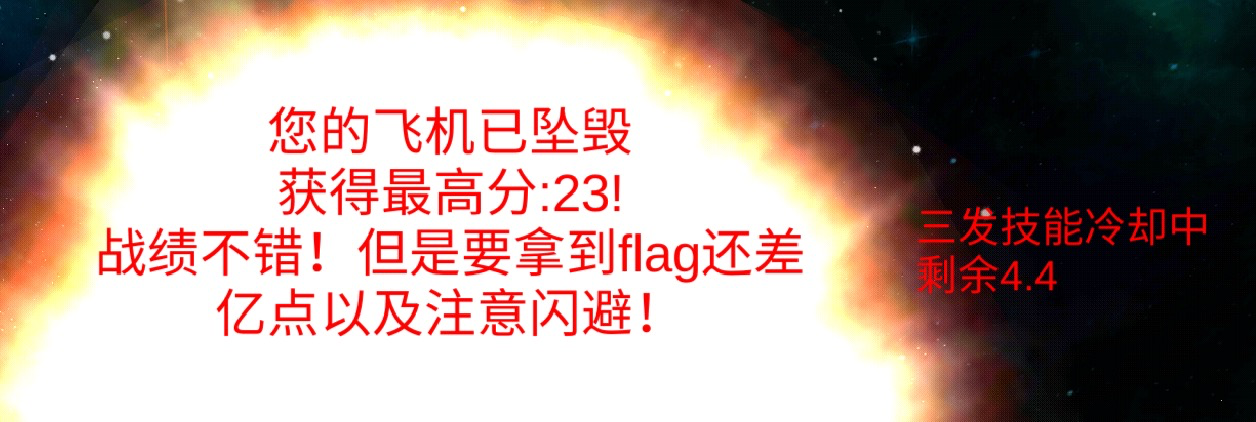 您的飞机已坠毁
获得最高分:23!
战绩不错！但是要拿到flag还差
亿点以及注意闪避！
三发技能冷却中
剩余4.4